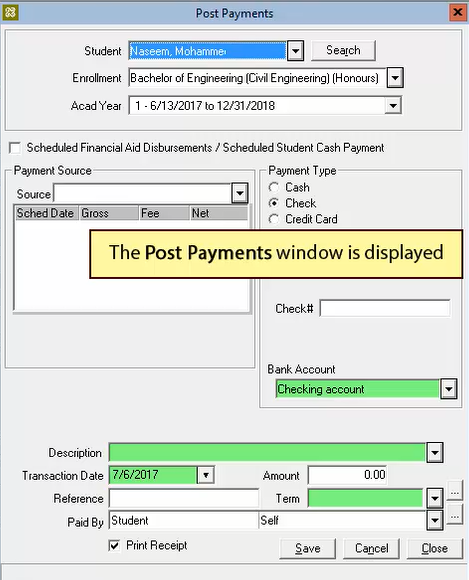 Post Payments
Student Naseem, Mohamme
Search
Enrollment Bachelor of Engineering (Civil Engineering) (Honours)
Acad Year 1 - 6/13/2017 to 12/31/2018
Scheduled Financial Aid Disbursements / Scheduled Student Cash Payment
Payment Source
Source
Sched Date Gross Fee Net
Payment Type
Cash
Check
Credit Card
The Post Payments window is displayed
Check#
Bank Account
Checking account
Description
Transaction Date 7/6/2017 Amount 0.00
Reference Term ...
Paid By Student Self ...
Print Receipt Save Cancel Close